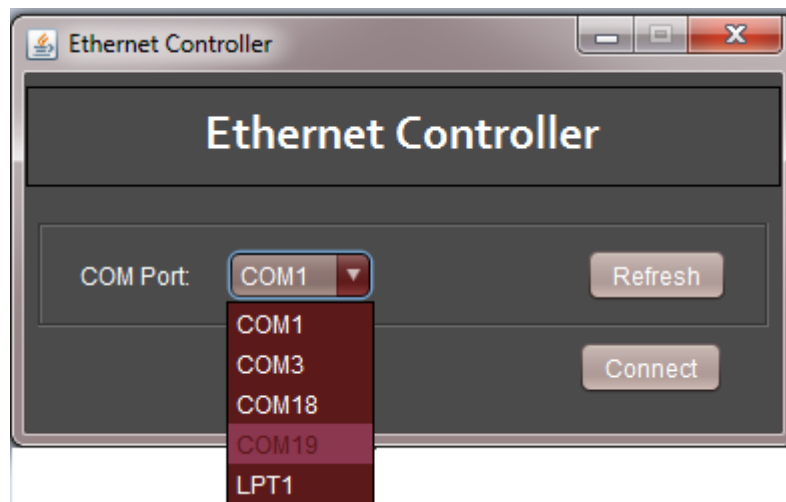 Ethernet Controller
Ethernet Controller
COM Port: COM1 Refresh
COM1
COM3
Connect
COM18
COM19
LPT1